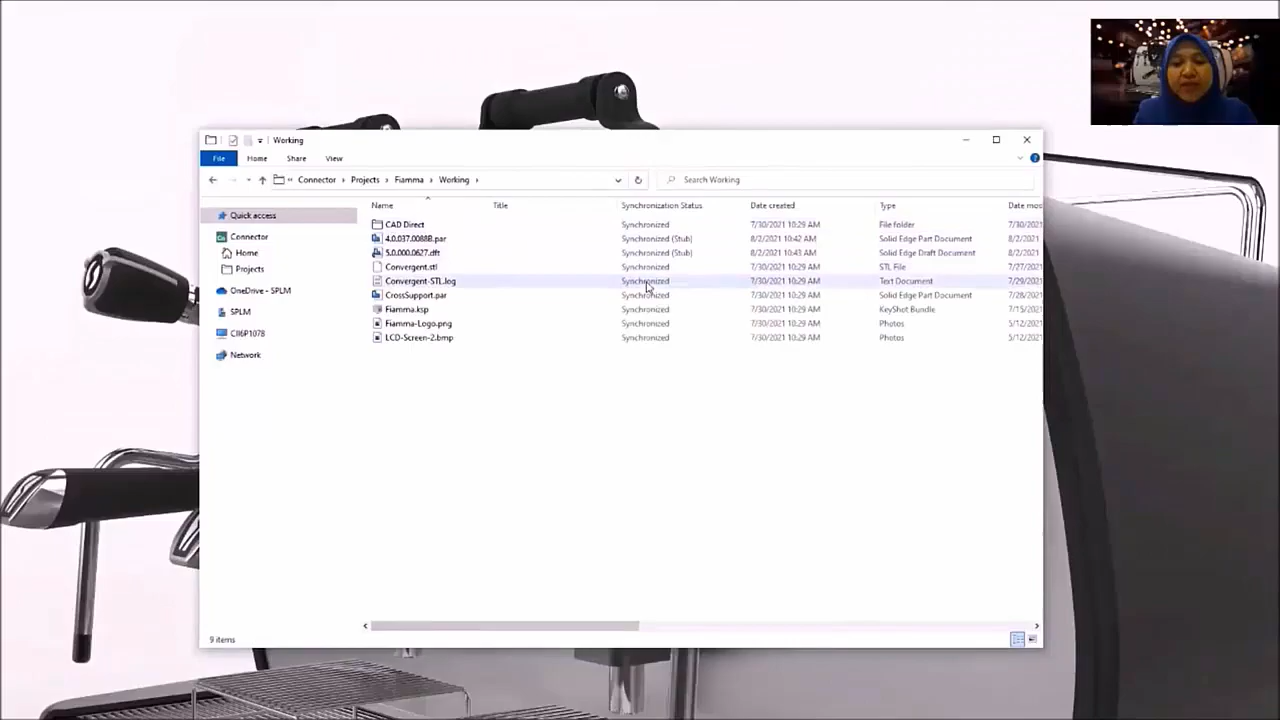 Working
File Home Share View
Connector Projects Fiamma Working Search Working
Name Title Synchronization Status Date created Type Date mod
Quick access
Connector
Home
Projects
OneDrive - SPLM
SPLM
CII6P1078
Network
CAD Direct Synchronized 7/30/2021 10:29 AM File folder 7/30/2021
4.0.037.0088B.par Synchronized (Stub) 8/2/2021 10:42 AM Solid Edge Part Document 8/2/2021
5.0.000.0627.dft Synchronized (Stub) 8/2/2021 10:43 AM Solid Edge Draft Document 8/2/2021
Convergent.stl Synchronized 7/30/2021 10:29 AM STL File 7/27/2021
Convergent-STL.log Synchronized 7/30/2021 10:29 AM Text Document 7/29/2021
CrossSupport.par Synchronized 7/30/2021 10:29 AM Solid Edge Part Document 7/28/2021
Fiamma.ksp Synchronized 7/30/2021 10:29 AM KeyShot Bundle 7/15/2021
Fiamma-Logo.png Synchronized 7/30/2021 10:29 AM Photos 5/12/2021
LCD-Screen-2.bmp Synchronized 7/30/2021 10:29 AM Photos 5/12/2021
9 items